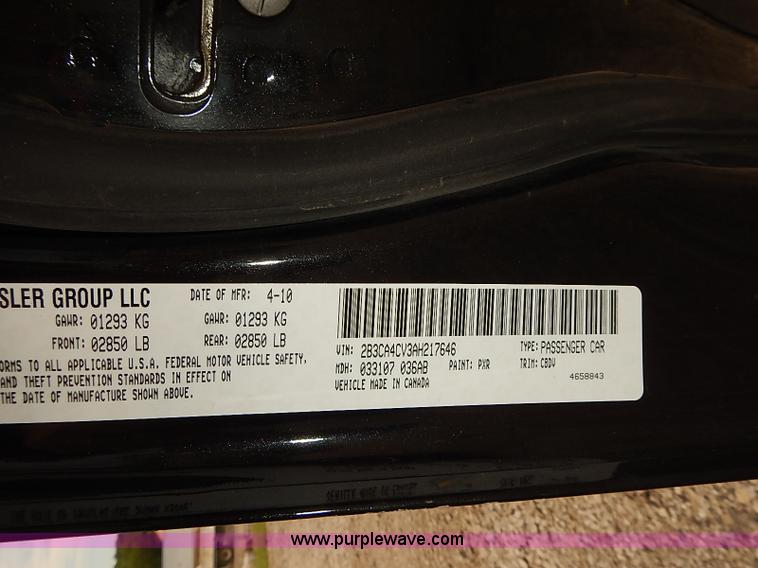 SLER GROUP LLC DATE OF MFR: 4-10
GAWR: 01293 KG GAWR: 01293 KG
FRONT: 02850 LB REAR: 02850 LB
ORMS TO ALL APPLICABLE U.S.A. FEDERAL MOTOR VEHICLE SAFETY,
AND THEFT PREVENTION STANDARDS IN EFFECT ON
THE DATE OF MANUFACTURE SHOWN ABOVE.
VIN: 2B3CA4CV3AH217646 TYPE: PASSENGER CAR
MDH: 033107 036AB PAINT: PXR TRIM: CBDV
VEHICLE MADE IN CANADA 4658843
www.purplewave.com